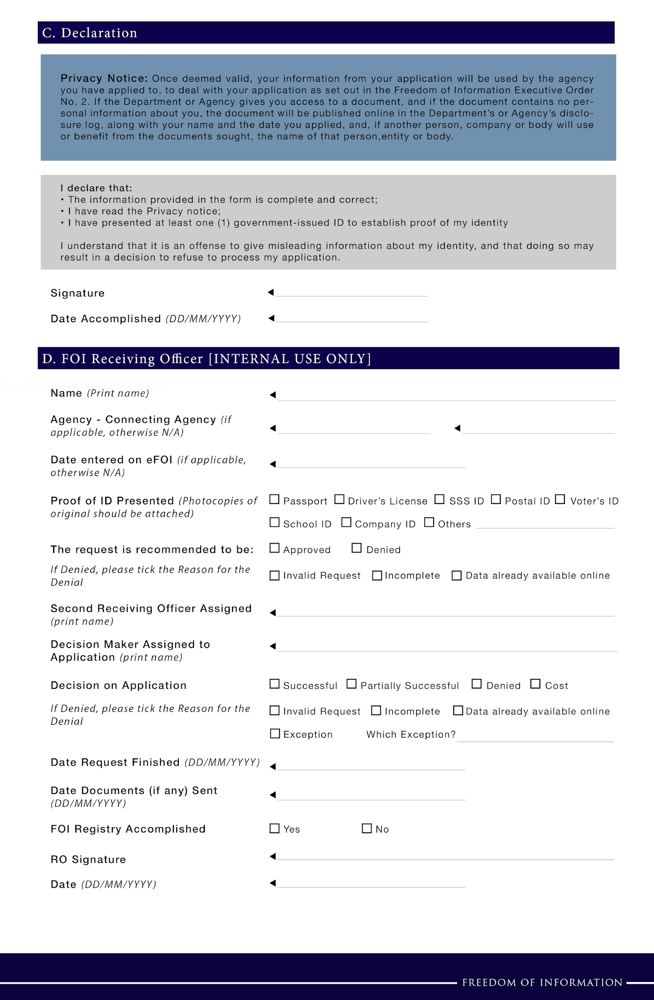 C. Declaration
Privacy Notice: Once deemed valid, your information from your application will be used by the agency
you have applied to, to deal with your application as set out in the Freedom of Information Executive Order
No. 2. If the Department or Agency gives you access to a document, and if the document contains no per-
sonal information about you, the document will be published online in the Department's or Agency's disclo-
sure log, along with your name and the date you applied, and, if another person, company or body will use
or benefit from the documents sought, the name of that person,entity or body.
I declare that:
• The information provided in the form is complete and correct;
• I have read the Privacy notice;
• I have presented at least one (1) government-issued ID to establish proof of my identity
I understand that it is an offense to give misleading information about my identity, and that doing so may
result in a decision to refuse to process my application.
Signature
Date Accomplished (DD/MM/YYYY)
D. FOI Receiving Officer [INTERNAL USE ONLY]
cer [INTERNAL USE ONLY]
Name (Print name)
Agency - Connecting Agency (if
applicable, otherwise N/A)
Date entered on eFOI (if applicable,
otherwise N/A)
Proof of ID Presented (Photocopies of
original should be attached)
Passport Driver's License SSS ID Postal ID Voter's ID
School ID Company ID Others
The request is recommended to be: Approved Denied
If Denied, please tick the Reason for the
Denial
Invalid Request Incomplete Data already available online
Second Receiving Officer Assigned
(print name)
Decision Maker Assigned to
Application (print name)
Decision on Application Successful Partially Successful Denied Cost
If Denied, please tick the Reason for the
Denial
Invalid Request Incomplete Data already available online
Exception Which Exception?
Date Request Finished (DD/MM/YYYY)
Date Documents (if any) Sent
(DD/MM/YYYY)
FOI Registry Accomplished Yes No
RO Signature
Date (DD/MM/YYYY)
FREEDOM OF INFORMATION